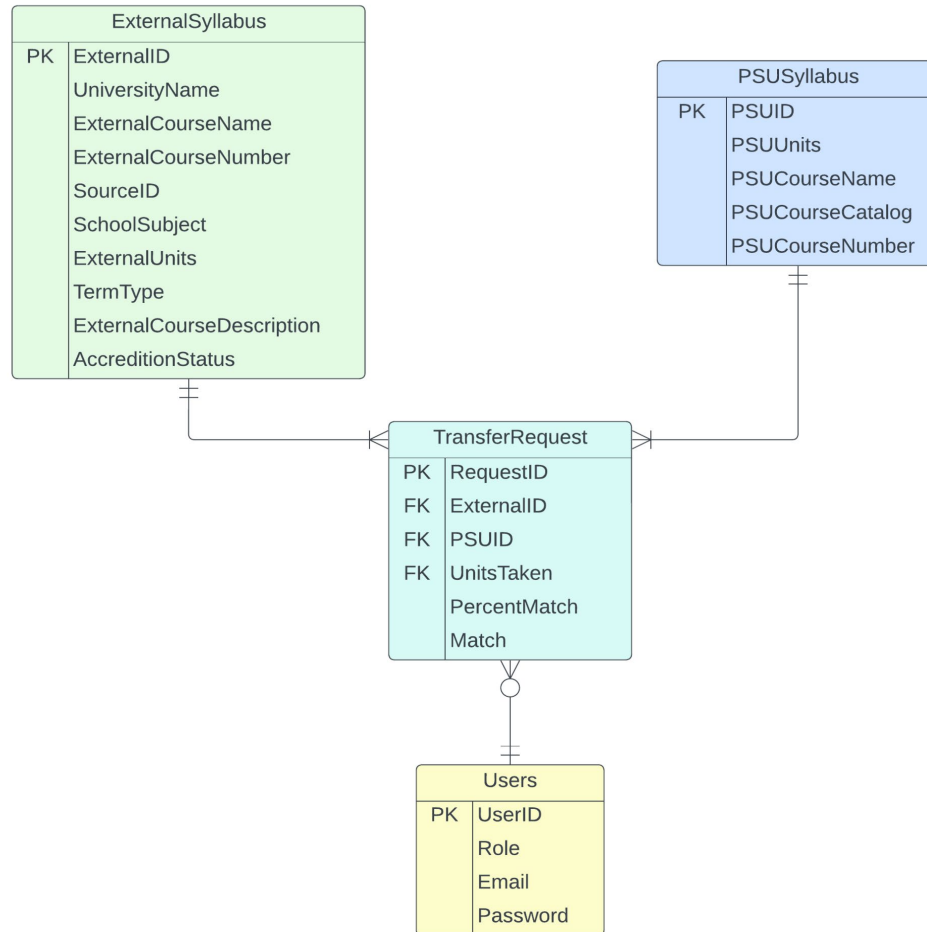 ExternalSyllabus
PK ExternalID
UniversityName
ExternalCourseName
ExternalCourseNumber
SourceID
SchoolSubject
ExternalUnits
TermType
ExternalCourseDescription
AccreditionStatus
PSUSyllabus
PK PSUID
PSUUnits
PSUCourseName
PSUCourseCatalog
PSUCourseNumber
TransferRequest
PK RequestID
FK ExternalID
FK PSUID
FK UnitsTaken
PercentMatch
Match
Users
PK UserID
Role
Email
Password